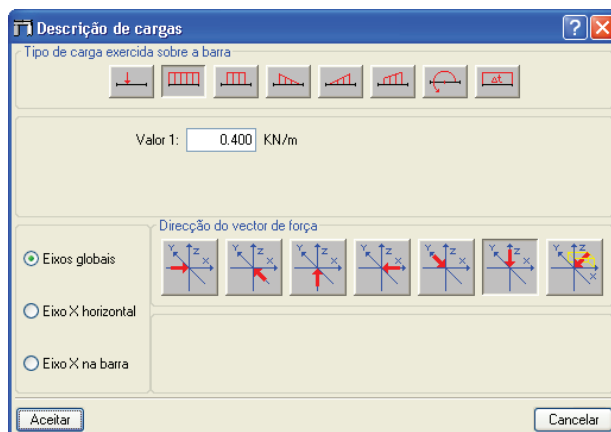 Descrição de cargas
Tipo de carga exercida sobre a barra
Δt
Valor 1: 0.400 KN/m
Direcção do vector de força
Eixos globais
Y Z X Y Z X Y Z X Y Z X Y Z X Y Z X Y Z X
Eixo X horizontal
Eixo X na barra
Aceitar Cancelar